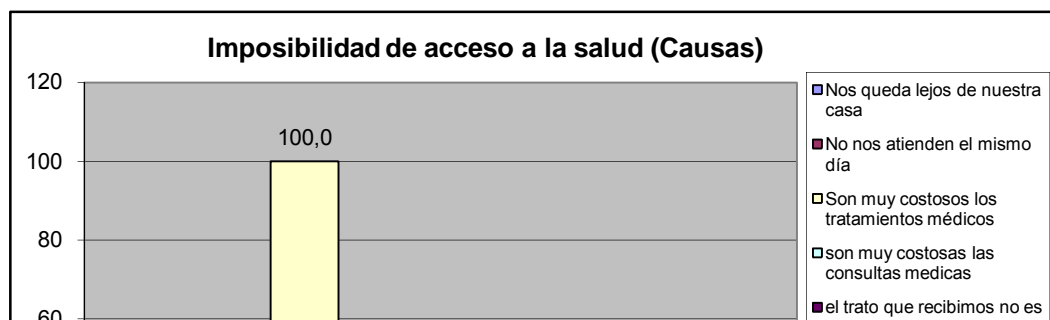 Imposibilidad de acceso a la salud (Causas)
120
100,0
100
80
60
Nos queda lejos de nuestra
casa
No nos atienden el mismo
día
Son muy costosos los
tratamientos médicos
son muy costosas las
consultas medicas
el trato que recibimos no es